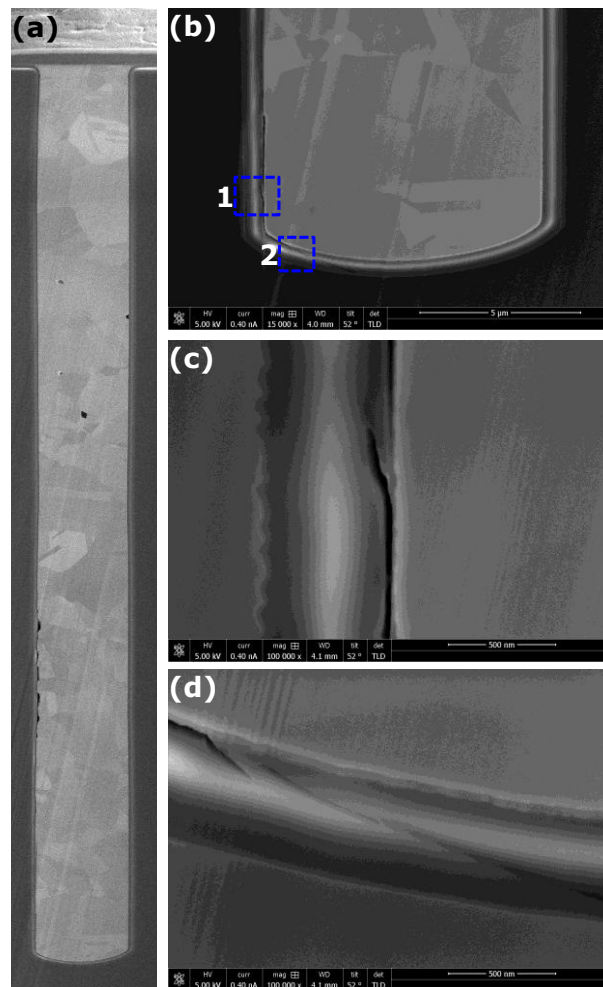 (a)
(b)
1
2
HV curr mag WD tilt det
5.00 kV 0.40 nA 15 000 x 4.0 mm 52 ° TLD
5 µm
(c)
HV curr mag WD tilt det
5.00 kV 0.40 nA 100 000 x 4.1 mm 52 ° TLD
500 nm
(d)
HV curr mag WD tilt det
5.00 kV 0.40 nA 100 000 x 4.1 mm 52 ° TLD
500 nm